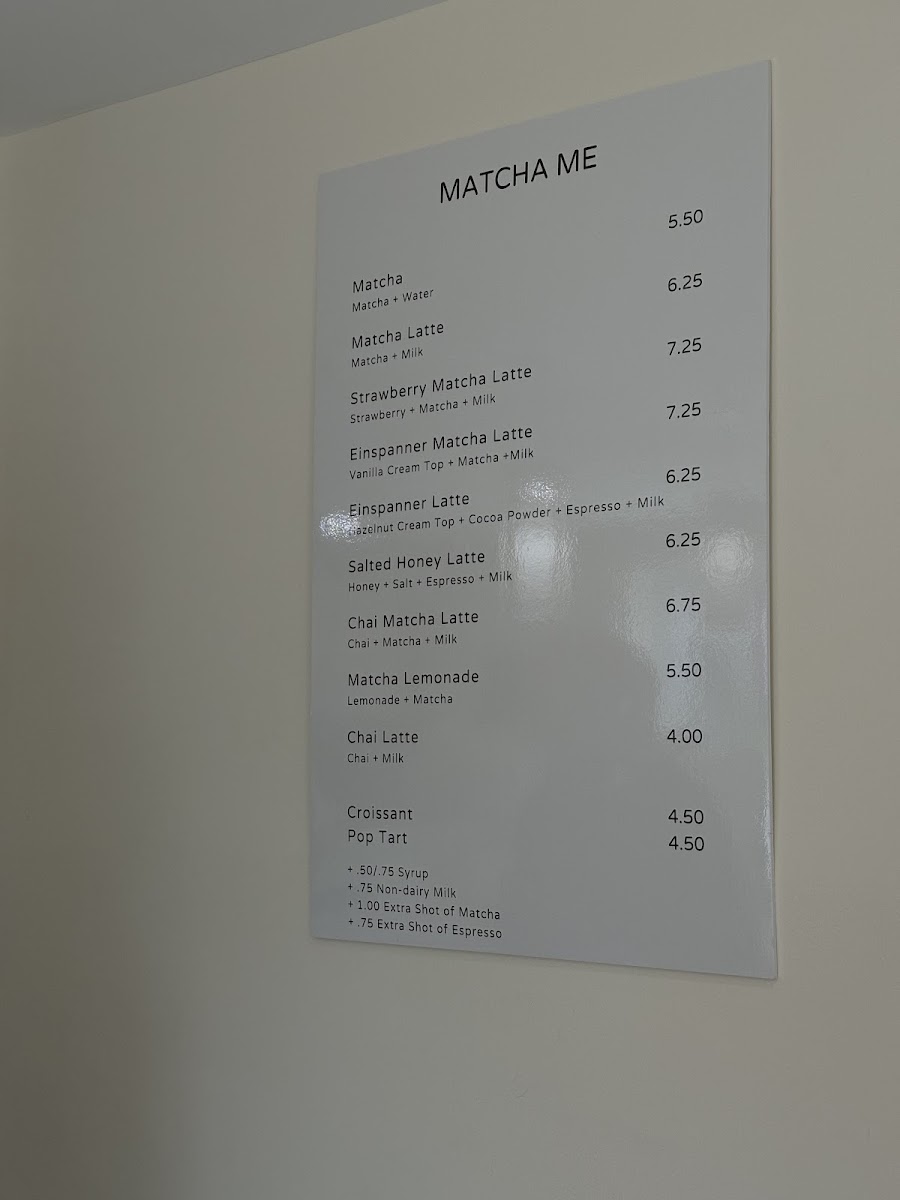 MATCHA ME
Matcha 5.50
Matcha + Water
Matcha Latte 6.25
Matcha + Milk
Strawberry Matcha Latte 7.25
Strawberry + Matcha + Milk
Einspanner Matcha Latte 7.25
Vanilla Cream Top + Matcha +Milk
Einspanner Latte 6.25
Hazelnut Cream Top + Cocoa Powder + Espresso + Milk
Salted Honey Latte 6.25
Honey + Salt + Espresso + Milk
Chai Matcha Latte 6.75
Chai + Matcha + Milk
Matcha Lemonade 5.50
Lemonade + Matcha
Chai Latte 4.00
Chai + Milk
Croissant 4.50
Pop Tart 4.50
+ .50/.75 Syrup
+ .75 Non-dairy Milk
+ 1.00 Extra Shot of Matcha
+ .75 Extra Shot of Espresso